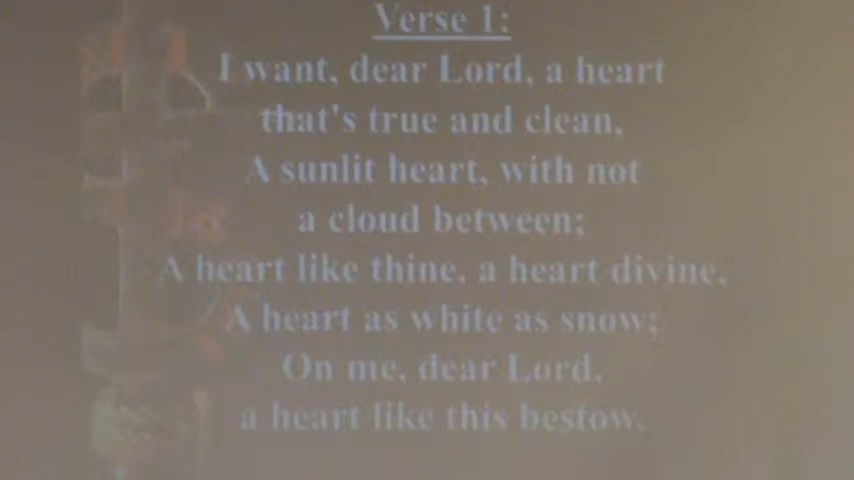 Verse 1:
I want, dear Lord, a heart
that's true and clean,
A sunlit heart, with not
a cloud between;
A heart like thine, a heart divine,
A heart as white as snow;
On me, dear Lord,
a heart like this bestow.